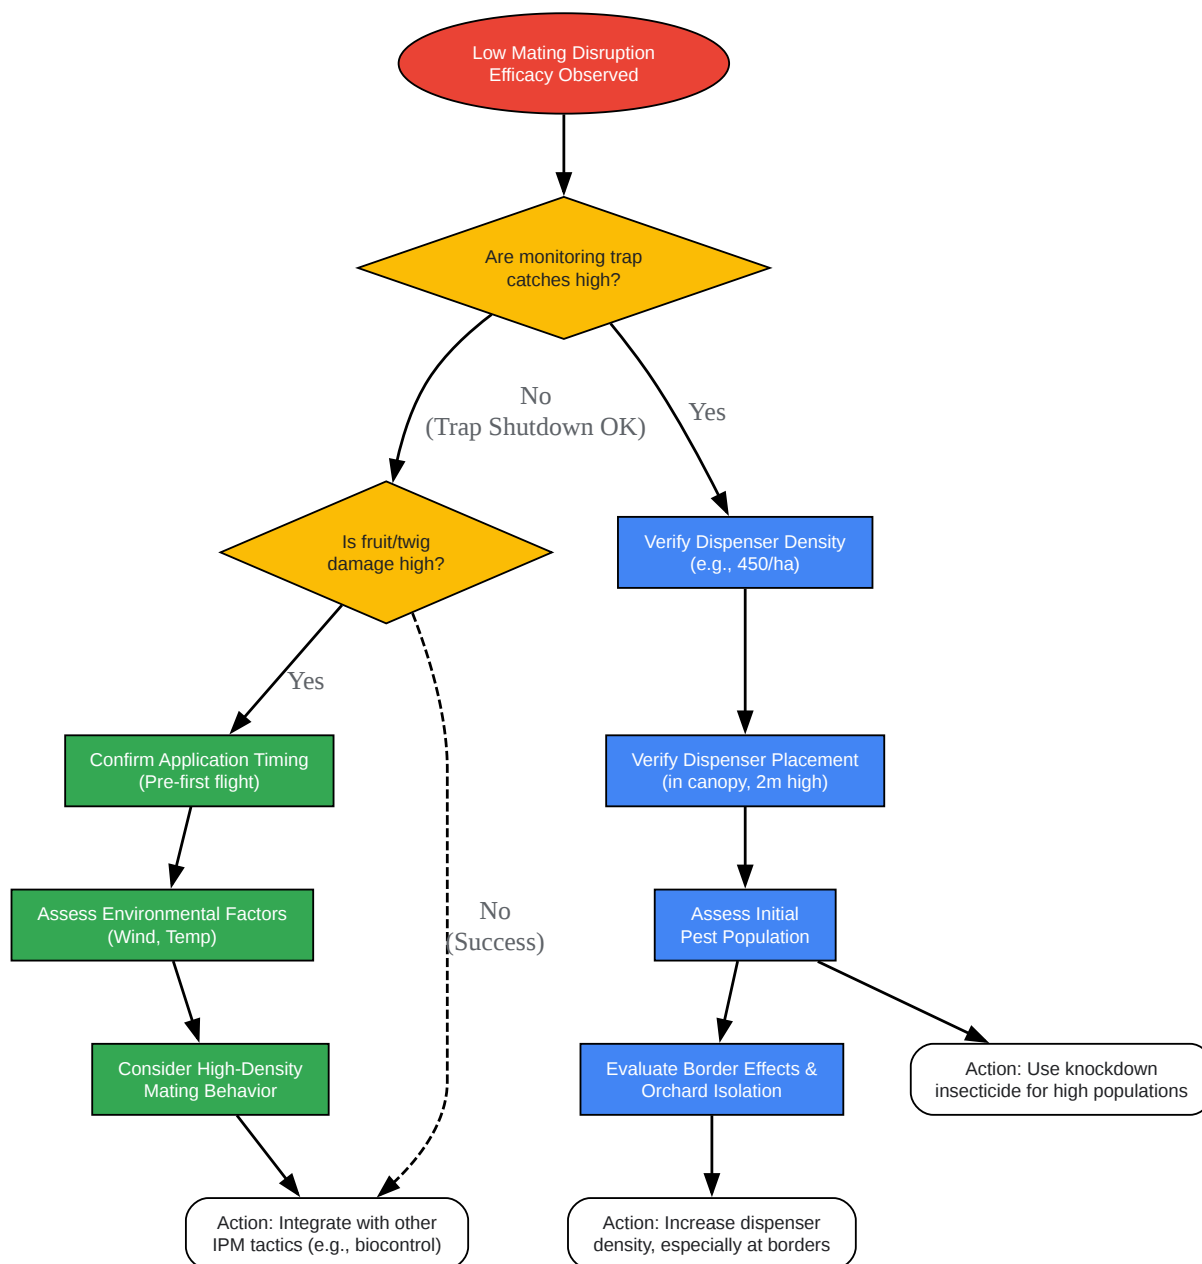 Low Mating Disruption
Efficacy Observed
Are monitoring trap
catches high?
No
(Trap Shutdown OK)
Yes
Is fruit/twig
damage high?
Verify Dispenser Density
(e.g., 450/ha)
Yes
Confirm Application Timing
(Pre-first flight)
Verify Dispenser Placement
(in canopy, 2m high)
Assess Environmental Factors
(Wind, Temp)
No
(Success)
Assess Initial
Pest Population
Consider High-Density
Mating Behavior
Evaluate Border Effects &
Orchard Isolation
Action: Use knockdown
insecticide for high populations
Action: Integrate with other
IPM tactics (e.g., biocontrol)
Action: Increase dispenser
density, especially at borders